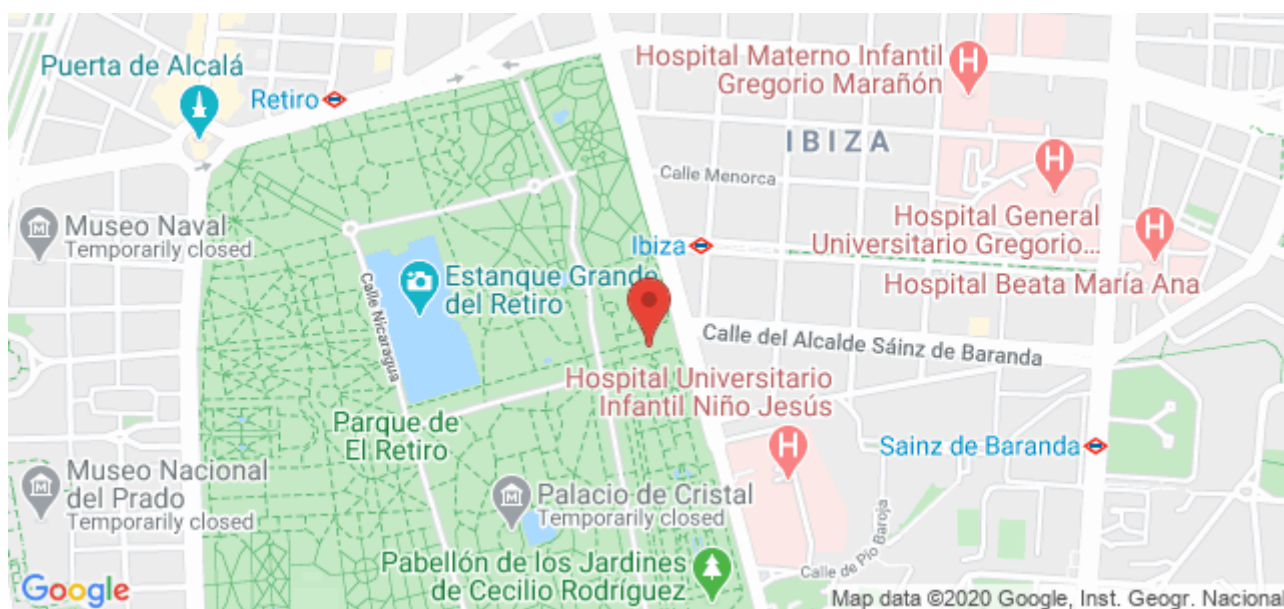 Puerta de Alcalá
Retiro
Hospital Materno Infantil
Gregorio Marañón
IBIZA
Calle Menorca
Hospital General
Universitario Gregorio...
Hospital Beata María Ana
Museo Naval
Temporarily closed
Ibiza
Estanque Grande
del Retiro
Calle Nicaragua
Calle del Alcalde Sáinz de Baranda
Hospital Universitario
Infantil Niño Jesús
Parque de
El Retiro
Sainz de Baranda
Museo Nacional
del Prado
Temporarily closed
Palacio de Cristal
Temporarily closed
Calle de Pío Baroja
Pabellón de los Jardines
de Cecilio Rodríguez
Google
Map data ©2020 Google, Inst. Geogr. Naciona